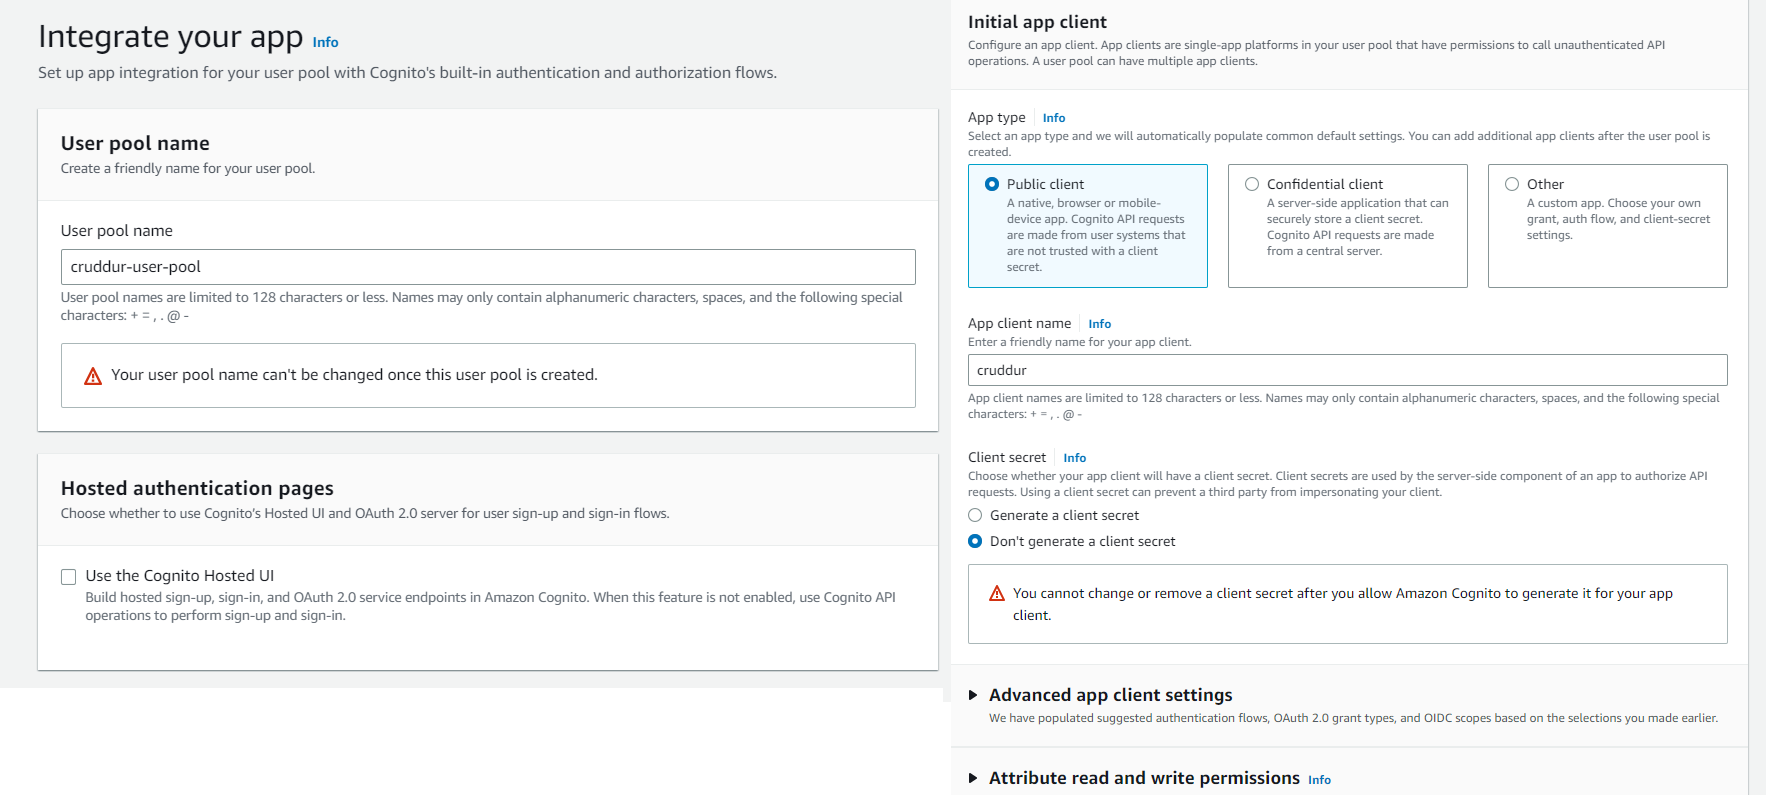 Integrate your app Info
Set up app integration for your user pool with Cognito's built-in authentication and authorization flows.
User pool name
Create a friendly name for your user pool.
User pool name
cruddur-user-pool
User pool names are limited to 128 characters or less. Names may only contain alphanumeric characters, spaces, and the following special
characters: + = , . @ -
Your user pool name can't be changed once this user pool is created.
Hosted authentication pages
Choose whether to use Cognito's Hosted UI and OAuth 2.0 server for user sign-up and sign-in flows.
Use the Cognito Hosted UI
Build hosted sign-up, sign-in, and OAuth 2.0 service endpoints in Amazon Cognito. When this feature is not enabled, use Cognito API
operations to perform sign-up and sign-in.
Initial app client
Configure an app client. App clients are single-app platforms in your user pool that have permissions to call unauthenticated API
operations. A user pool can have multiple app clients.
App type Info
Select an app type and we will automatically populate common default settings. You can add additional app clients after the user pool is
created.
Public client
A native, browser or mobile-
device app. Cognito API requests
are made from user systems that
are not trusted with a client
secret.
Confidential client
A server-side application that can
securely store a client secret.
Cognito API requests are made
from a central server.
Other
A custom app. Choose your own
grant, auth flow, and client-secret
settings.
App client name Info
Enter a friendly name for your app client.
cruddur
App client names are limited to 128 characters or less. Names may only contain alphanumeric characters, spaces, and the following special
characters: + = , . @ -
Client secret Info
Choose whether your app client will have a client secret. Client secrets are used by the server-side component of an app to authorize API
requests. Using a client secret can prevent a third party from impersonating your client.
Generate a client secret
Don't generate a client secret
You cannot change or remove a client secret after you allow Amazon Cognito to generate it for your app
client.
Advanced app client settings
We have populated suggested authentication flows, OAuth 2.0 grant types, and OIDC scopes based on the selections you made earlier.
Attribute read and write permissions Info